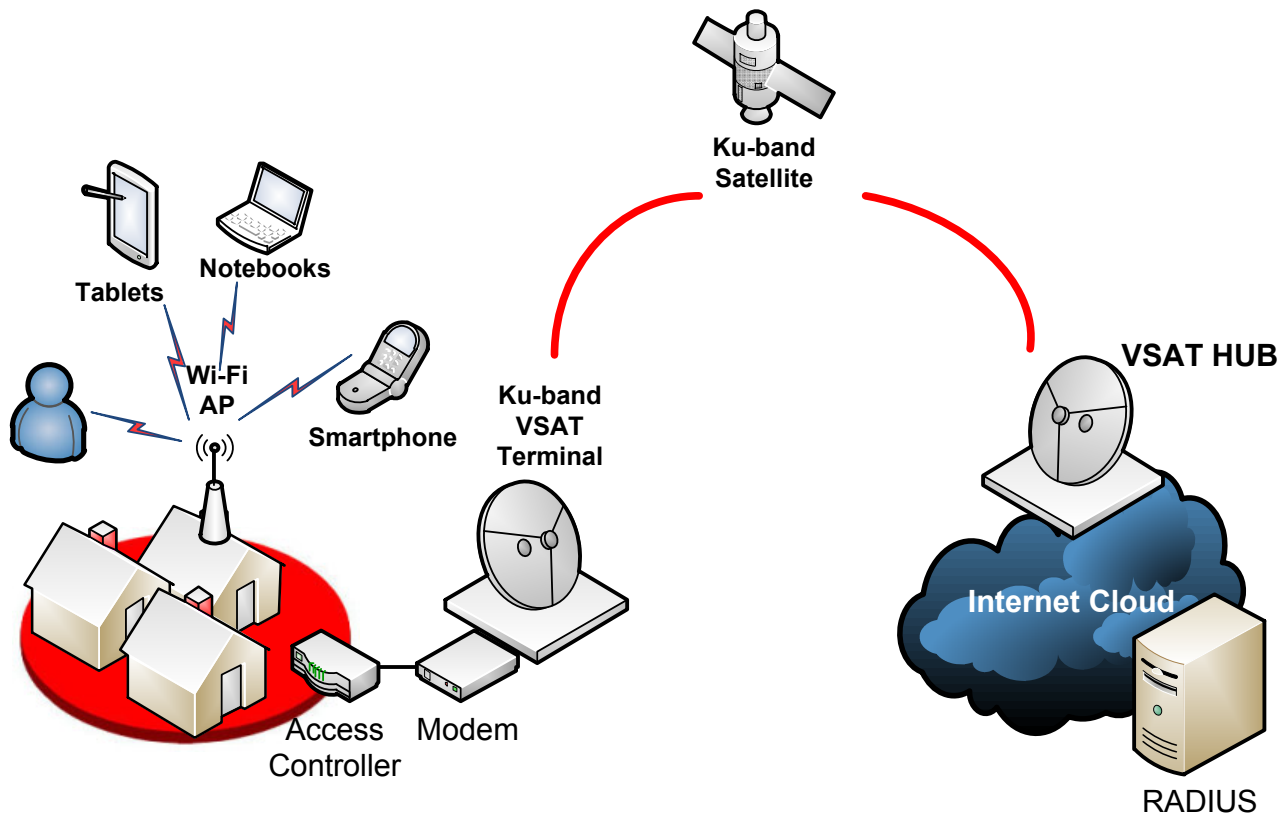 Ku-band
Satellite
Notebooks
Tablets
Wi-Fi
AP
Smartphone
Ku-band
VSAT
Terminal
VSAT HUB
Internet Cloud
Access
Controller
Modem
RADIUS